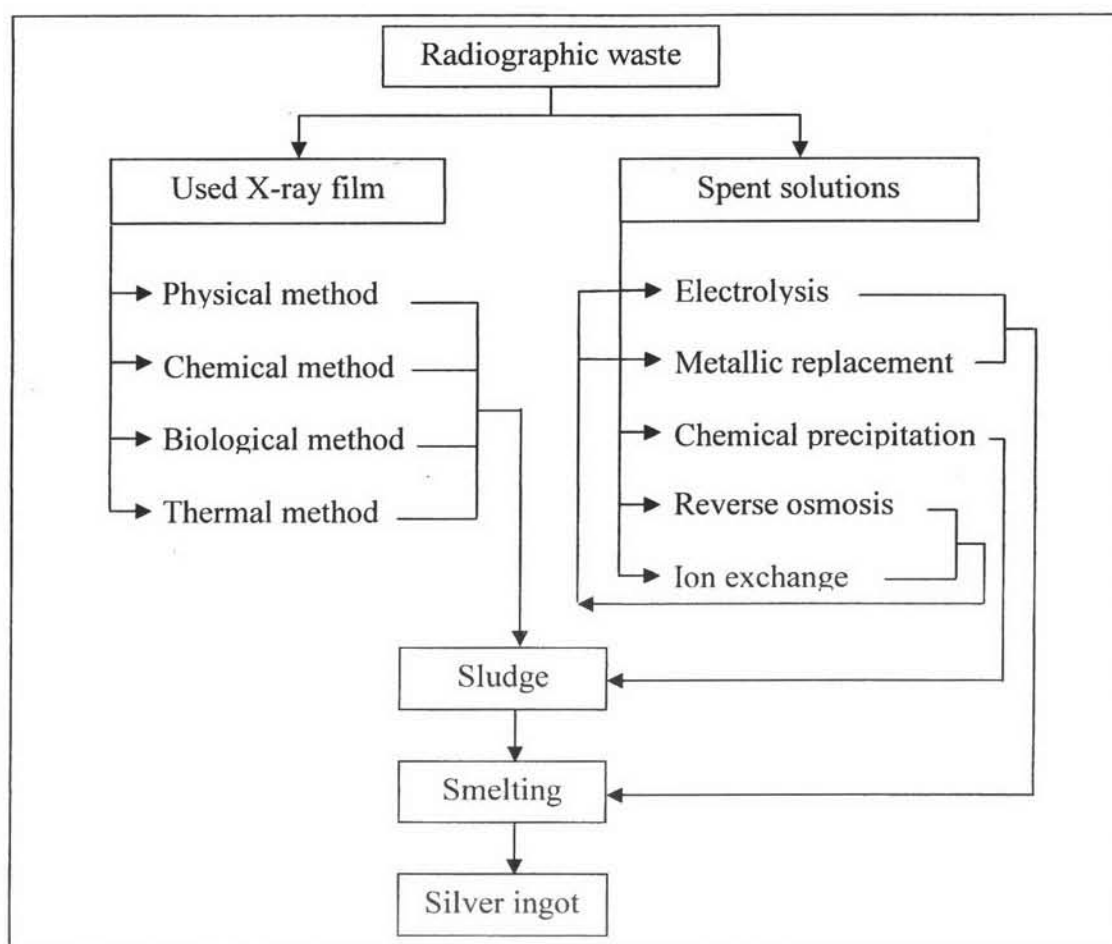 Radiographic waste
Used X-ray film
Spent solutions
Physical method
Chemical method
Biological method
Thermal method
Electrolysis
Metallic replacement
Chemical precipitation
Reverse osmosis
Ion exchange
Sludge
Smelting
Silver ingot